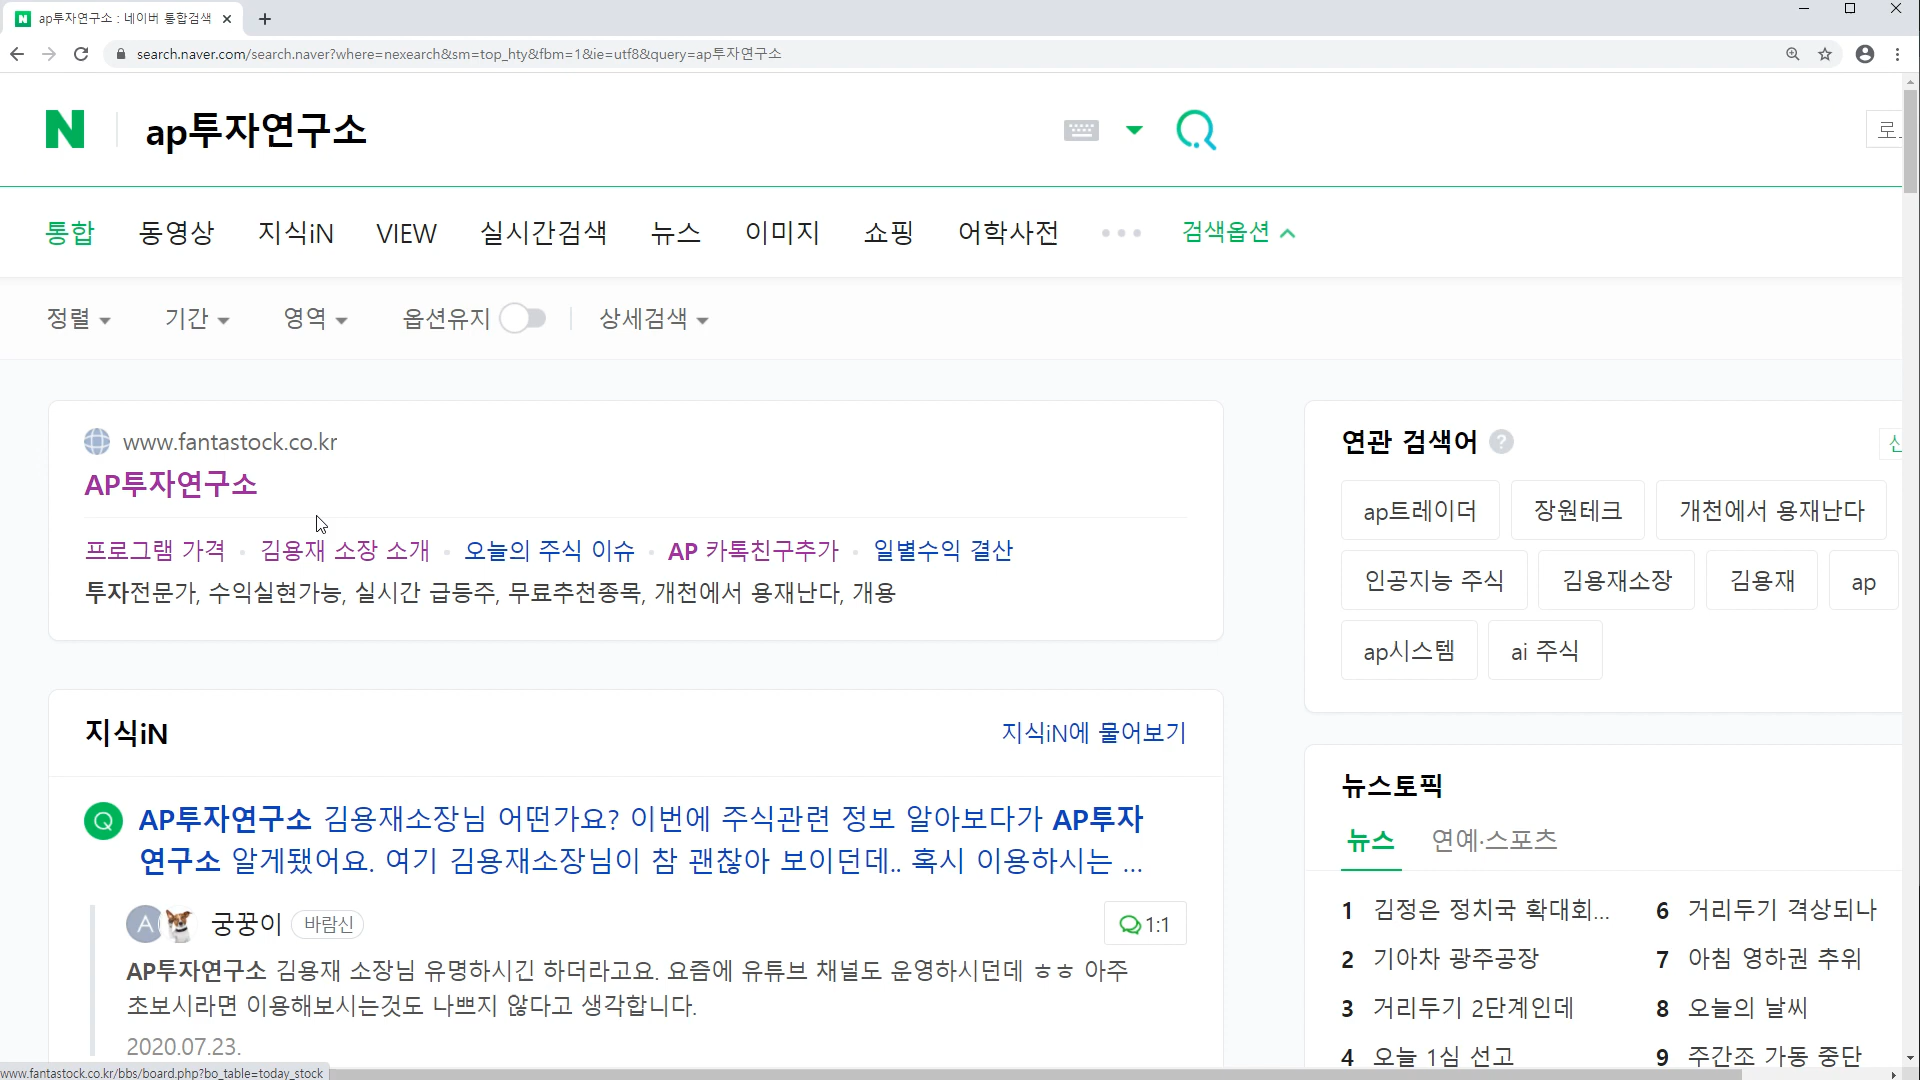 ap투자연구소 : 네이버 통합검색
search.naver.com/search.naver?where=nexearch&sm=top_hty&fbm=1&ie=utf8&query=ap투자연구소
N
ap투자연구소
통합 동영상 지식iN VIEW 실시간검색 뉴스 이미지 쇼핑 어학사전 검색옵션
정렬 기간 영역 옵션유지 상세검색
www.fantastock.co.kr
AP투자연구소
프로그램 가격 · 김용재 소장 소개 · 오늘의 주식 이슈 · AP 카톡친구추가 · 일별수익 결산
투자전문가, 수익실현가능, 실시간 급등주, 무료추천종목, 개천에서 용재난다, 개용
지식iN 지식iN에 물어보기
Q AP투자연구소 김용재소장님 어떤가요? 이번에 주식관련 정보 알아보다가 AP투자
연구소 알게됐어요. 여기 김용재소장님이 참 괜찮아 보이던데.. 혹시 이용하시는 ...
A 궁꿍이 바람신 1:1
AP투자연구소 김용재 소장님 유명하시긴 하더라고요. 요즘에 유튜브 채널도 운영하시던데 ㅎㅎ 아주
초보시라면 이용해보시는것도 나쁘지 않다고 생각합니다.
2020.07.23.
www.fantastock.co.kr/bbs/board.php?bo_table=today_stock
연관 검색어 ?
ap트레이더 장원테크 개천에서 용재난다
인공지능 주식 김용재소장 김용재 ap
ap시스템 ai 주식
뉴스토픽
뉴스 연예·스포츠
1 김정은 정치국 확대회...
2 기아차 광주공장
3 거리두기 2단계인데
4 오늘 1심 선고
6 거리두기 격상되나
7 아침 영하권 추위
8 오늘의 날씨
9 주간조 가동 중단